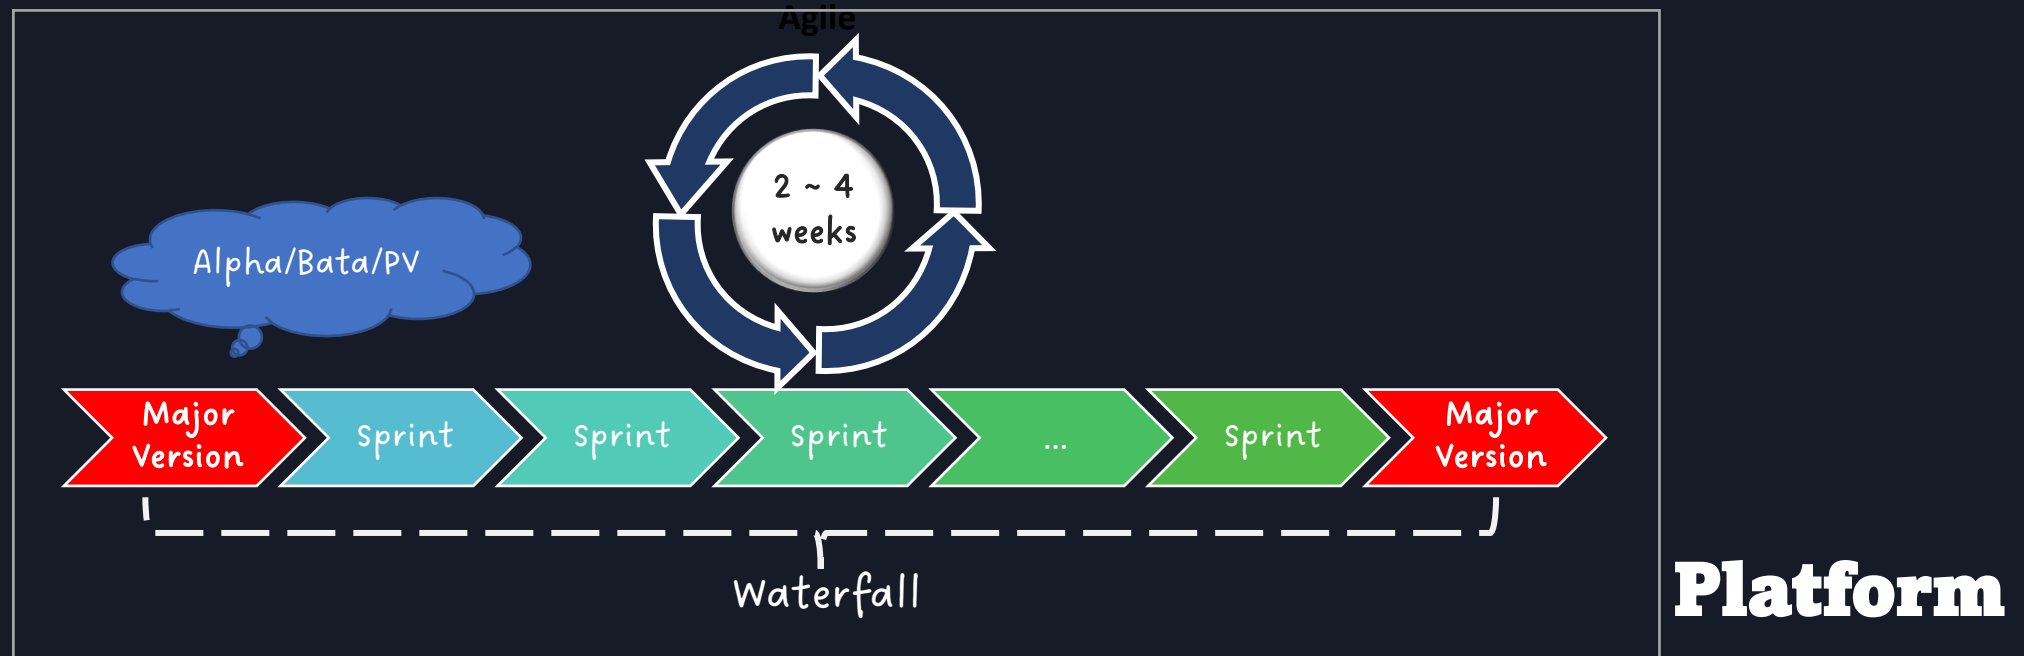 Agile
2 ~ 4
weeks
Alpha/Bata/PV
Major
Version
Sprint
Sprint
Sprint
...
Sprint
Major
Version
Waterfall
Platform